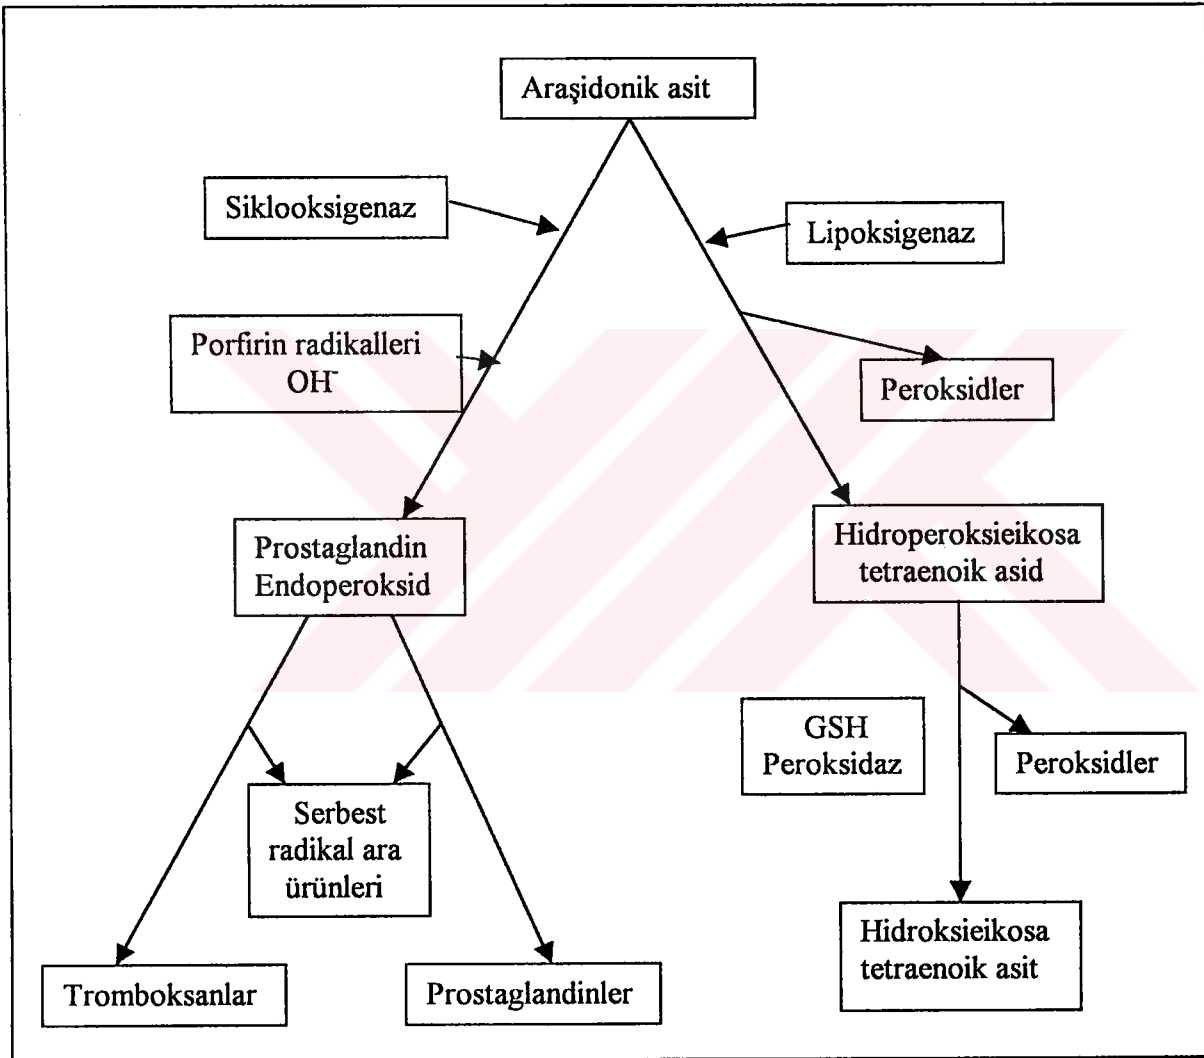 Araşidonik asit
Siklooksigenaz
Lipoksigenaz
Porfirin radikalleri
OH⁻
Peroksidler
Prostaglandin
Endoperoksid
Hidroperoksieikosa
tetraenoik asid
GSH
Peroksidaz
Peroksidler
Serbest
radikal ara
ürünleri
Hidroksieikosa
tetraenoik asit
Tromboksanlar
Prostaglandinler